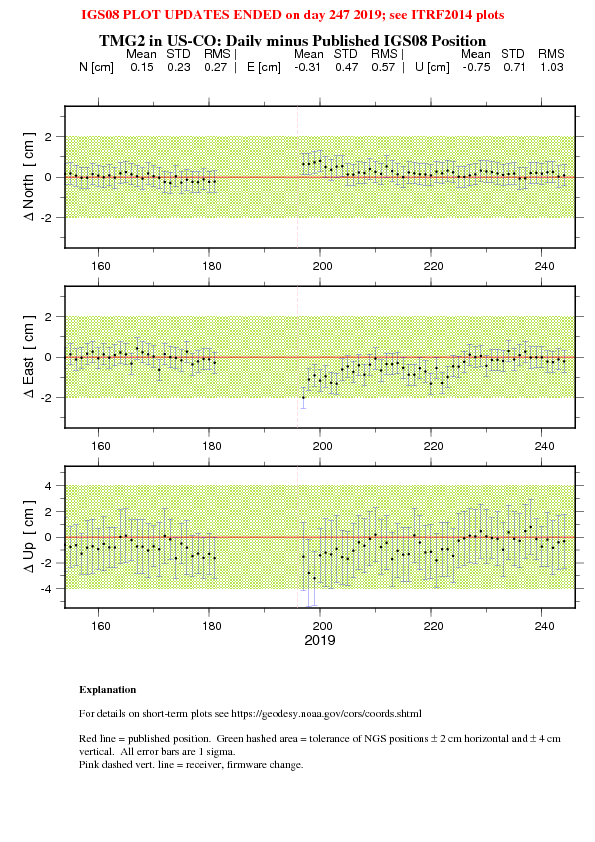 IGS08 PLOT UPDATES ENDED on day 247 2019; see ITRF2014 plots
TMG2 in US-CO: Daily minus Published IGS08 Position
Mean STD RMS | Mean STD RMS | Mean STD RMS
N [cm] 0.15 0.23 0.27 | E [cm] -0.31 0.47 0.57 | U [cm] -0.75 0.71 1.03
Δ North [ cm ]
2
0
-2
160 180 200 220 240
Δ East [ cm ]
2
0
-2
160 180 200 220 240
Δ Up [ cm ]
4
2
0
-2
-4
160 180 200 220 240
2019
Explanation
For details on short-term plots see https://geodesy.noaa.gov/cors/coords.shtml
Red line = published position. Green hashed area = tolerance of NGS positions ± 2 cm horizontal and ± 4 cm
vertical. All error bars are 1 sigma.
Pink dashed vert. line = receiver, firmware change.